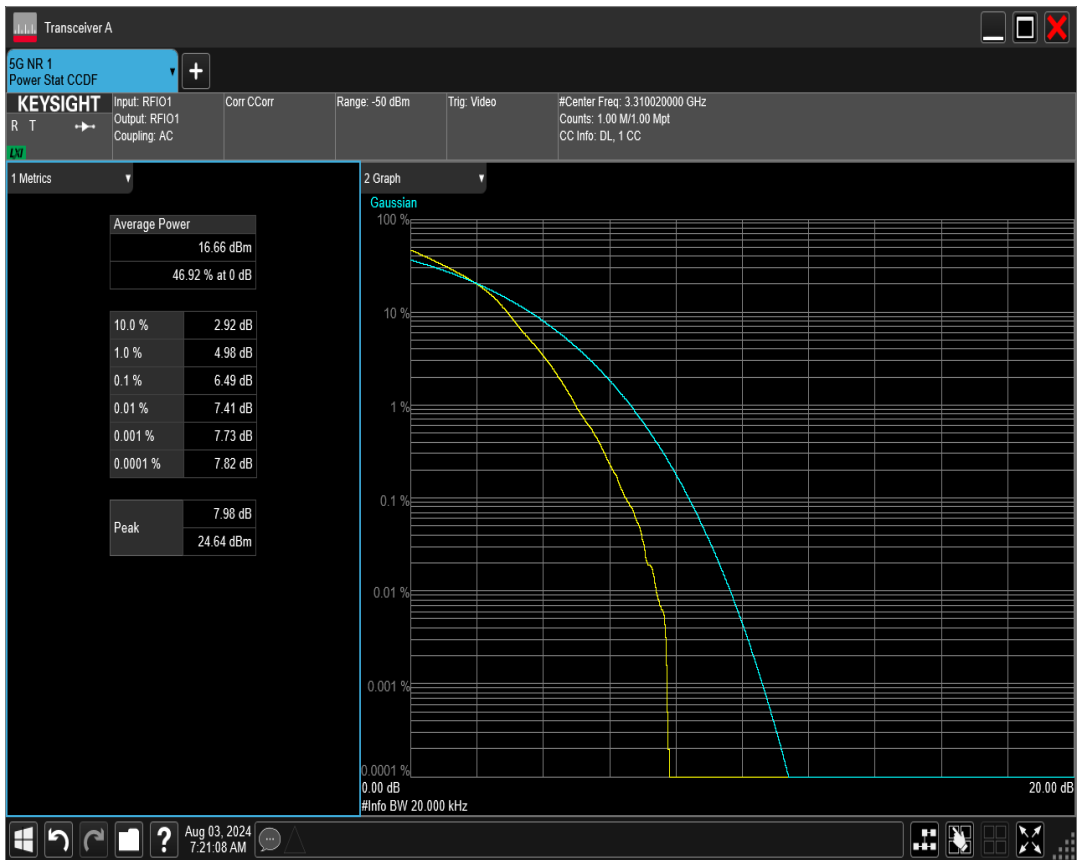 Transceiver A
5G NR 1
Power Stat CCDF
+
KEYSIGHT
R T
LXI
Input: RFIO1
Output: RFIO1
Coupling: AC
Corr CCorr
Range: -50 dBm
Trig: Video
#Center Freq: 3.310020000 GHz
Counts: 1.00 M/1.00 Mpt
CC Info: DL, 1 CC
1 Metrics
Average Power
16.66 dBm
46.92 % at 0 dB
10.0 % 2.92 dB
1.0 % 4.98 dB
0.1 % 6.49 dB
0.01 % 7.41 dB
0.001 % 7.73 dB
0.0001 % 7.82 dB
Peak 7.98 dB
24.64 dBm
2 Graph
Gaussian
100 %
10 %
1 %
0.1 %
0.01 %
0.001 %
0.0001 %
0.00 dB 20.00 dB
#Info BW 20.000 kHz
?
Aug 03, 2024
7:21:08 AM